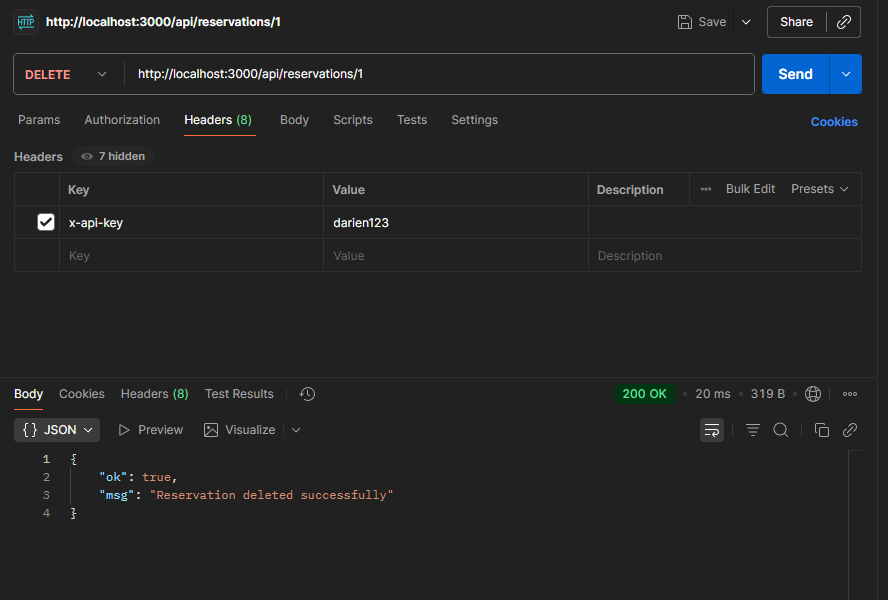 HTTP http://localhost:3000/api/reservations/1 Save Share
DELETE http://localhost:3000/api/reservations/1 Send
Params Authorization Headers (8) Body Scripts Tests Settings Cookies
Headers 7 hidden
Key Value Description Bulk Edit Presets
x-api-key darien123
Key Value Description
Body Cookies Headers (8) Test Results 200 OK 20 ms 319 B
{} JSON Preview Visualize
1 {
2 "ok": true,
3 "msg": "Reservation deleted successfully"
4 }